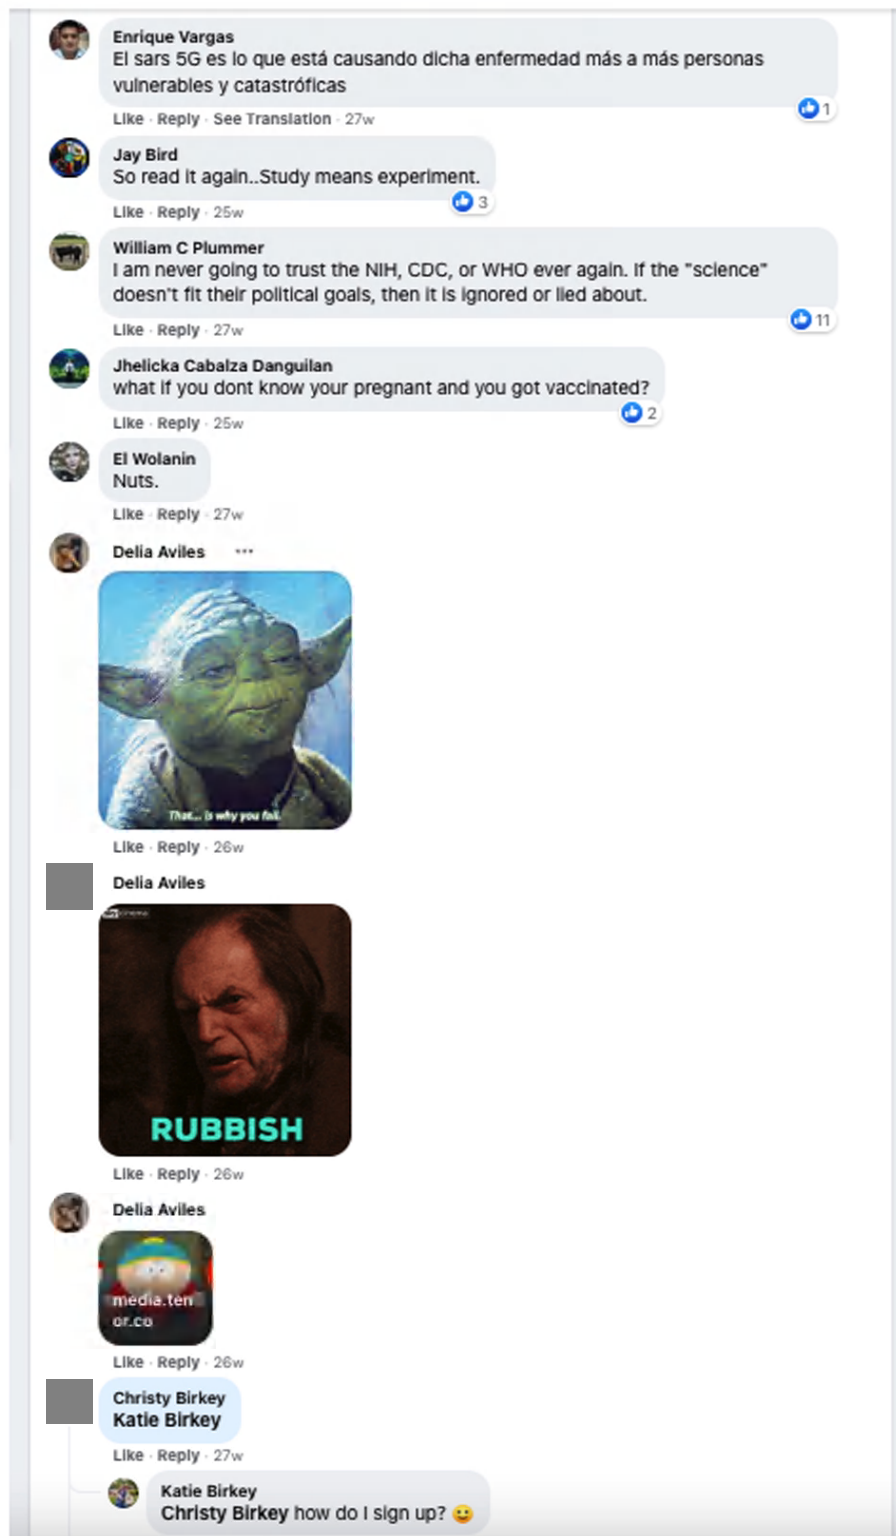 Enrique Vargas
El sars 5G es lo que está causando dicha enfermedad más a más personas
vulnerables y catastróficas
1
Like · Reply · See Translation · 27w
Jay Bird
So read it again..Study means experiment.
3
Like · Reply · 25w
William C Plummer
I am never going to trust the NIH, CDC, or WHO ever again. If the "science"
doesn't fit their political goals, then it is ignored or lied about.
11
Like · Reply · 27w
Jhelicka Cabalza Danguilan
what if you dont know your pregnant and you got vaccinated?
2
Like · Reply · 25w
El Wolanin
Nuts.
Like · Reply · 27w
Delia Aviles ...
That... is why you fail.
Like · Reply · 26w
Delia Aviles
cinema
RUBBISH
Like · Reply · 26w
Delia Aviles
media.ten
or.co
Like · Reply · 26w
Christy Birkey
Katie Birkey
Like · Reply · 27w
Katie Birkey
Christy Birkey how do I sign up? 🙂